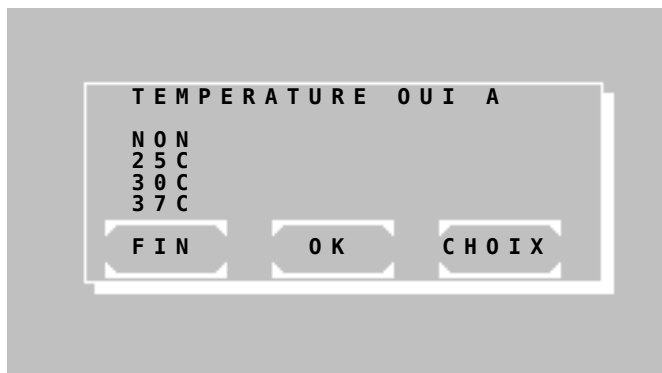 TEMPERATURE OUI A
NON
25C
30C
37C
FIN OK CHOIX